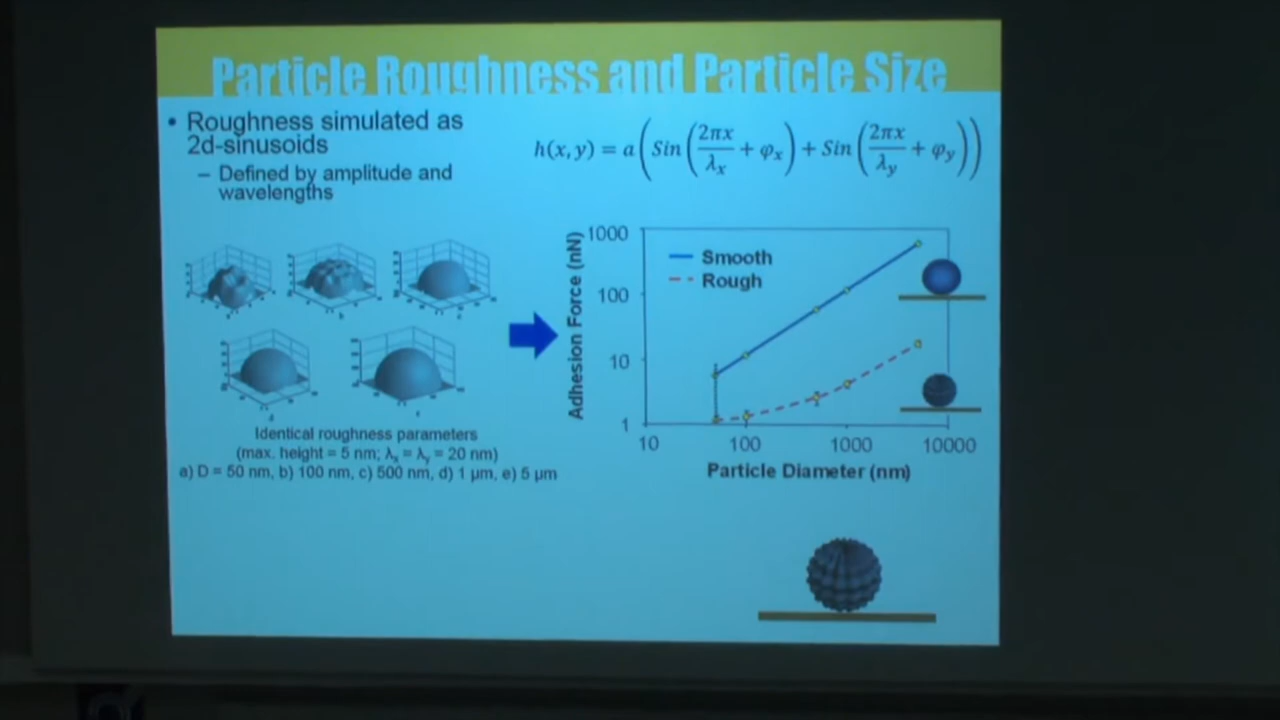 Particle Roughness and Particle Size
• Roughness simulated as
2d-sinusoids
– Defined by amplitude and
wavelengths
h(x, y) = a(Sin(2πx/λx + φx) + Sin(2πx/λy + φy))
a
b
c
d
Identical roughness parameters
(max. height = 5 nm; λx = λy = 20 nm)
a) D = 50 nm, b) 100 nm, c) 500 nm, d) 1 µm, e) 5 µm
Adhesion Force (nN)
1000
100
10
1
Smooth
Rough
10 100 1000 10000
Particle Diameter (nm)